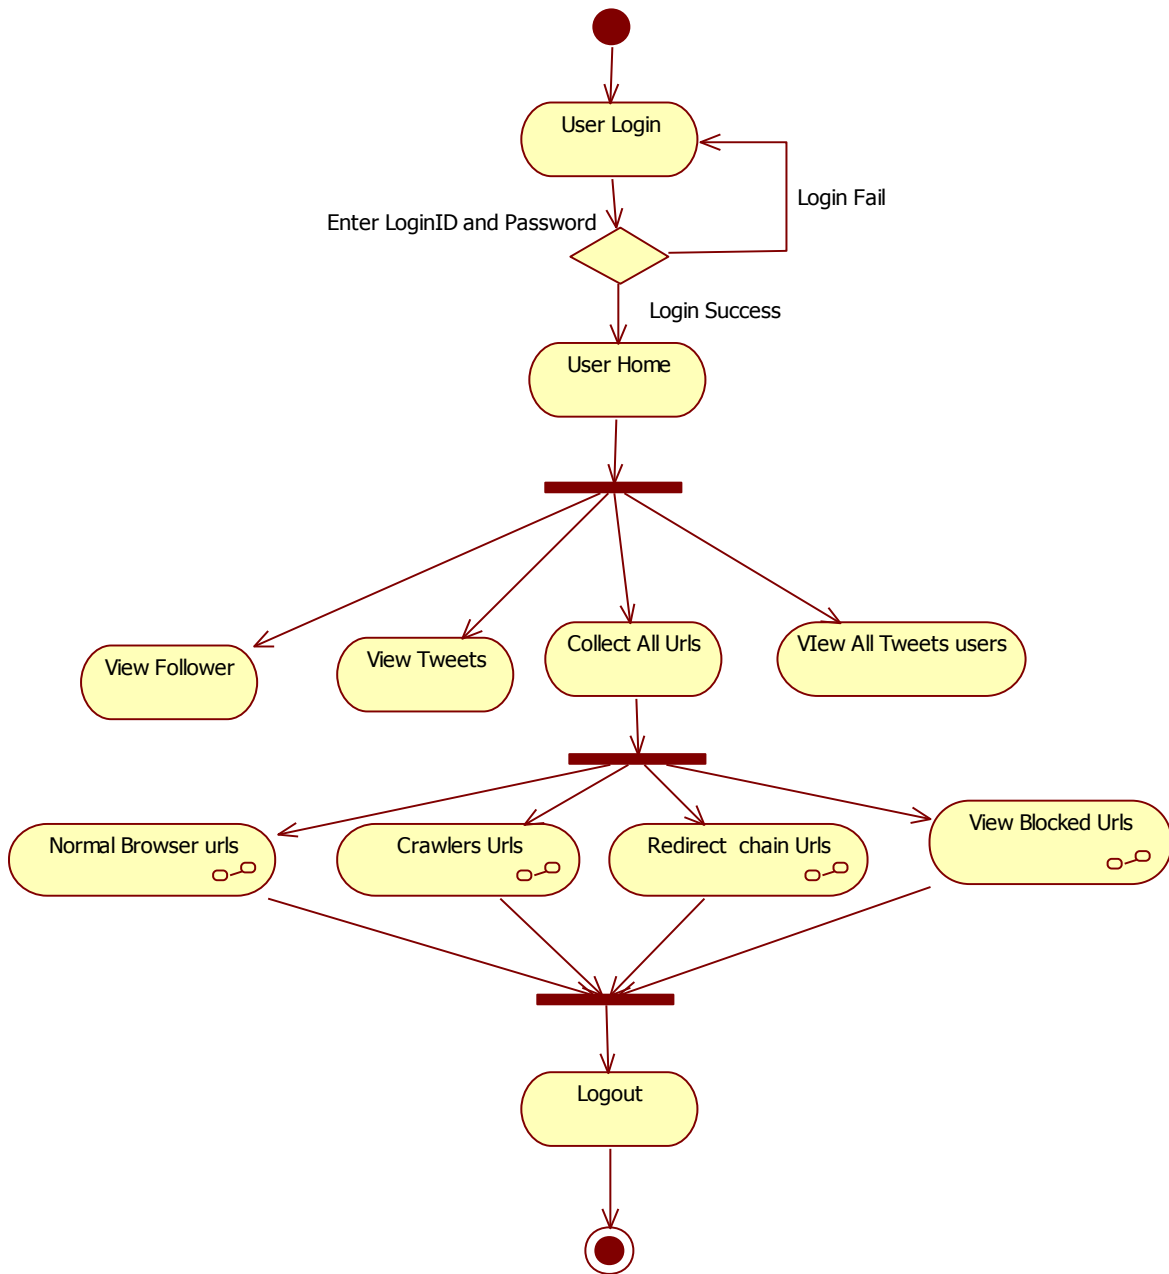 User Login
Login Fail
Enter LoginID and Password
Login Success
User Home
View Follower
View Tweets
Collect All Urls
VIew All Tweets users
Normal Browser urls
Crawlers Urls
Redirect  chain Urls
View Blocked Urls
Logout